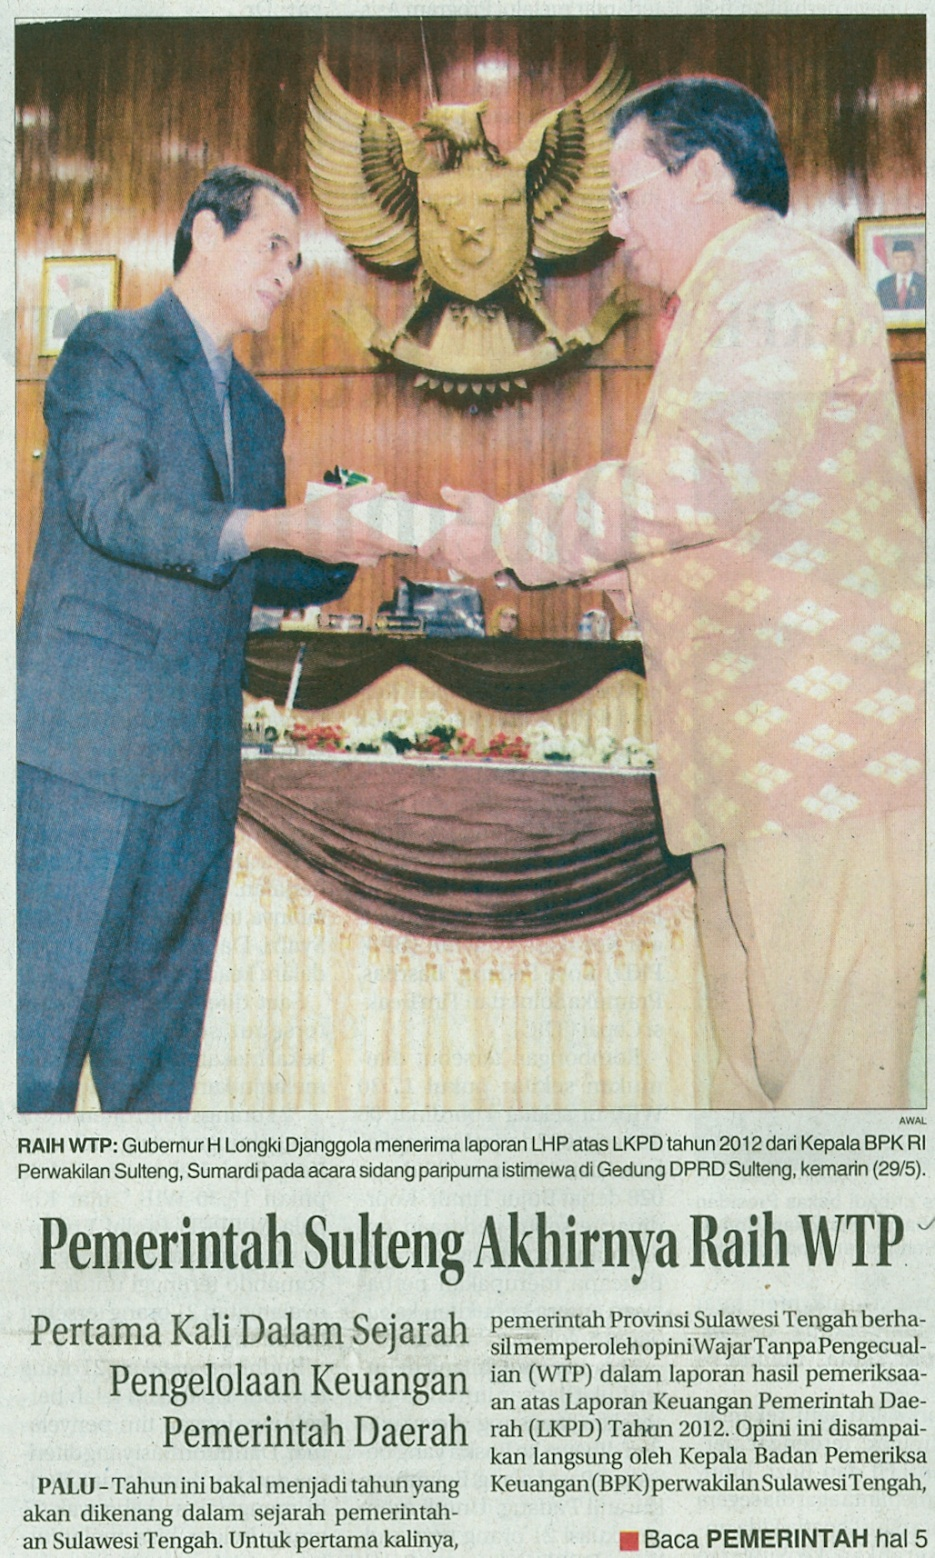 AWAL
RAIH WTP: Gubernur H Longki Djanggola menerima laporan LHP atas LKPD tahun 2012 dari Kepala BPK RI
Perwakilan Sulteng, Sumardi pada acara sidang paripurna istimewa di Gedung DPRD Sulteng, kemarin (29/5).
Pemerintah Sulteng Akhirnya Raih WTP
Pertama Kali Dalam Sejarah
Pengelolaan Keuangan
Pemerintah Daerah
PALU – Tahun ini bakal menjadi tahun yang
akan dikenang dalam sejarah pemerintah-
an Sulawesi Tengah. Untuk pertama kalinya,
pemerintah Provinsi Sulawesi Tengah berha-
sil memperoleh opini Wajar Tanpa Pengecual-
ian (WTP) dalam laporan hasil pemeriksa-
an atas Laporan Keuangan Pemerintah Dae-
rah (LKPD) Tahun 2012. Opini ini disampai-
kan langsung oleh Kepala Badan Pemeriksa
Keuangan (BPK) perwakilan Sulawesi Tengah,
Baca PEMERINTAH hal 5